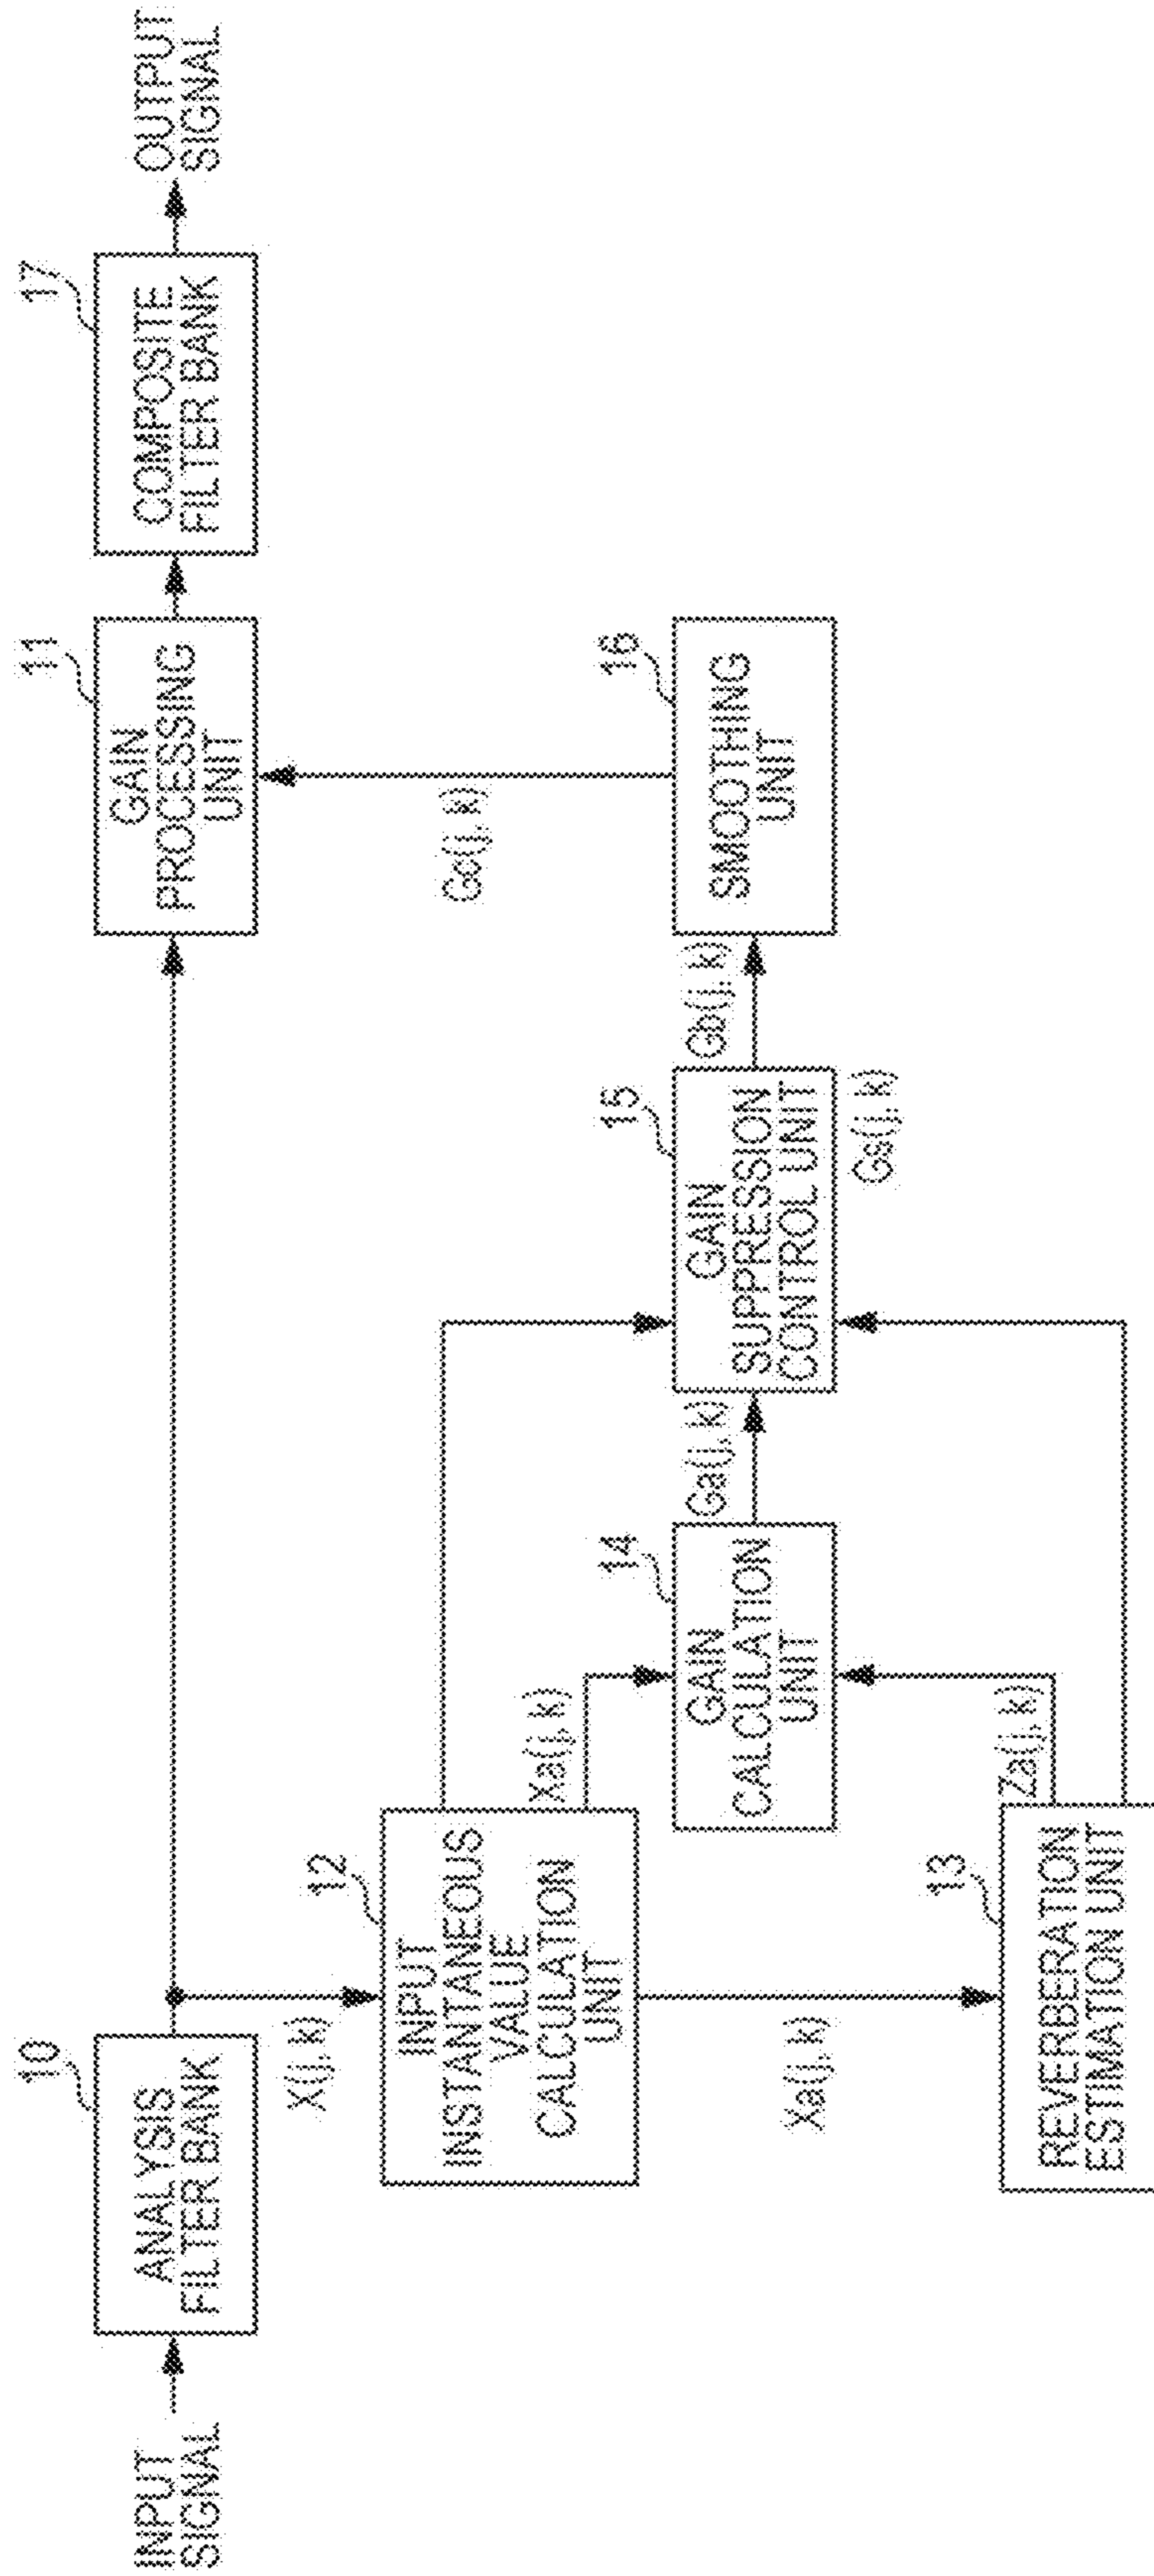 INPUT
SIGNAL
10
ANALYSIS
FILTER BANK
X(j, k)
11
GAIN
PROCESSING
UNIT
17
COMPOSITE
FILTER BANK
OUTPUT
SIGNAL
12
INPUT
INSTANTANEOUS
VALUE
CALCULATION
UNIT
Xa(j, k)
Xa(j, k)
Gc(j, k)
14
GAIN
CALCULATION
UNIT
Ga(j, k)
15
GAIN
SUPPRESSION
CONTROL UNIT
Gs(j, k)
Gb(j, k)
16
SMOOTHING
UNIT
13
REVERBERATION
ESTIMATION UNIT
Za(j, k)